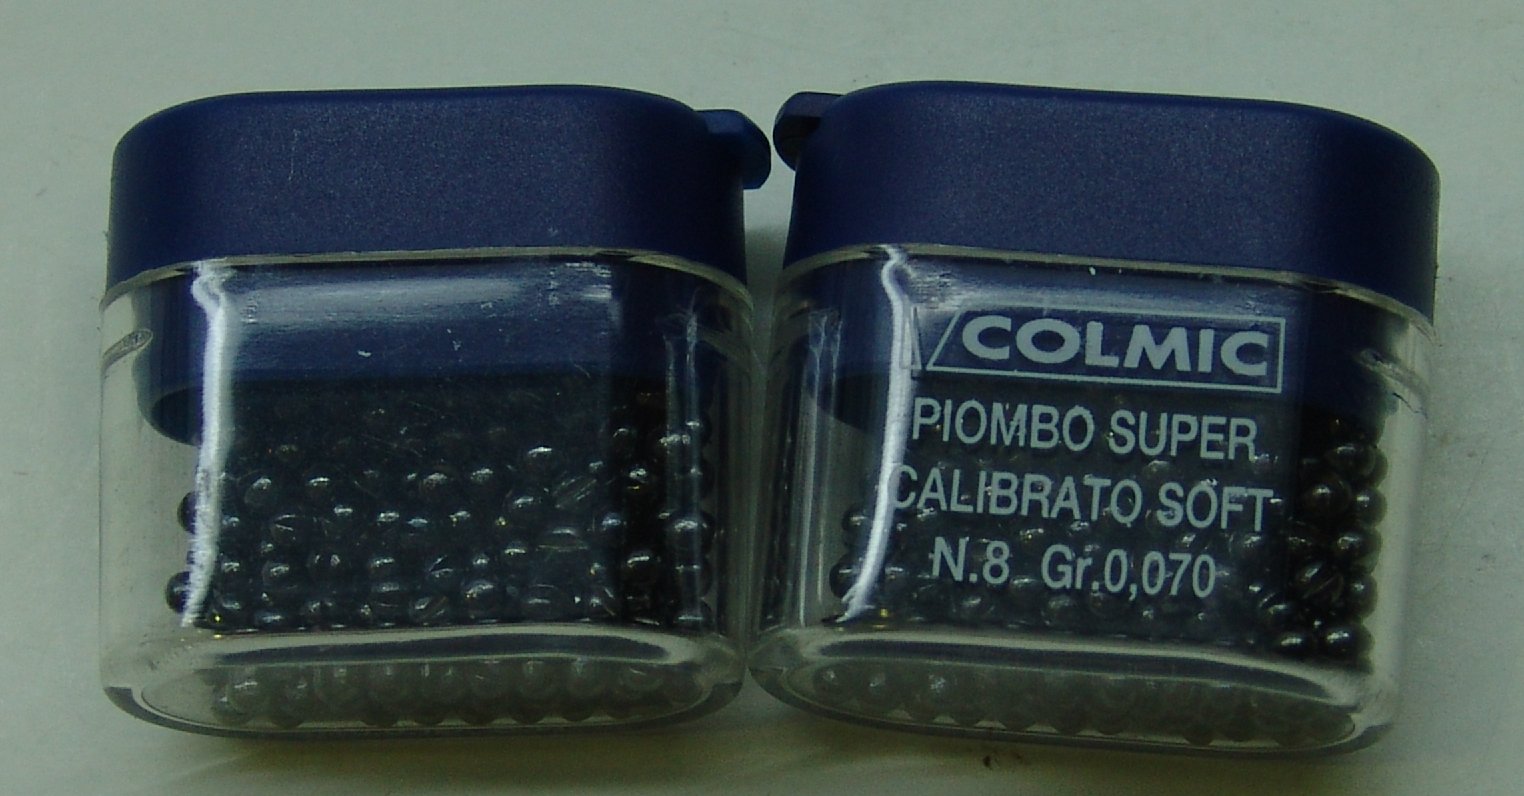 COLMIC
PIOMBO SUPER
CALIBRATO SOFT
N.8 Gr.0,070